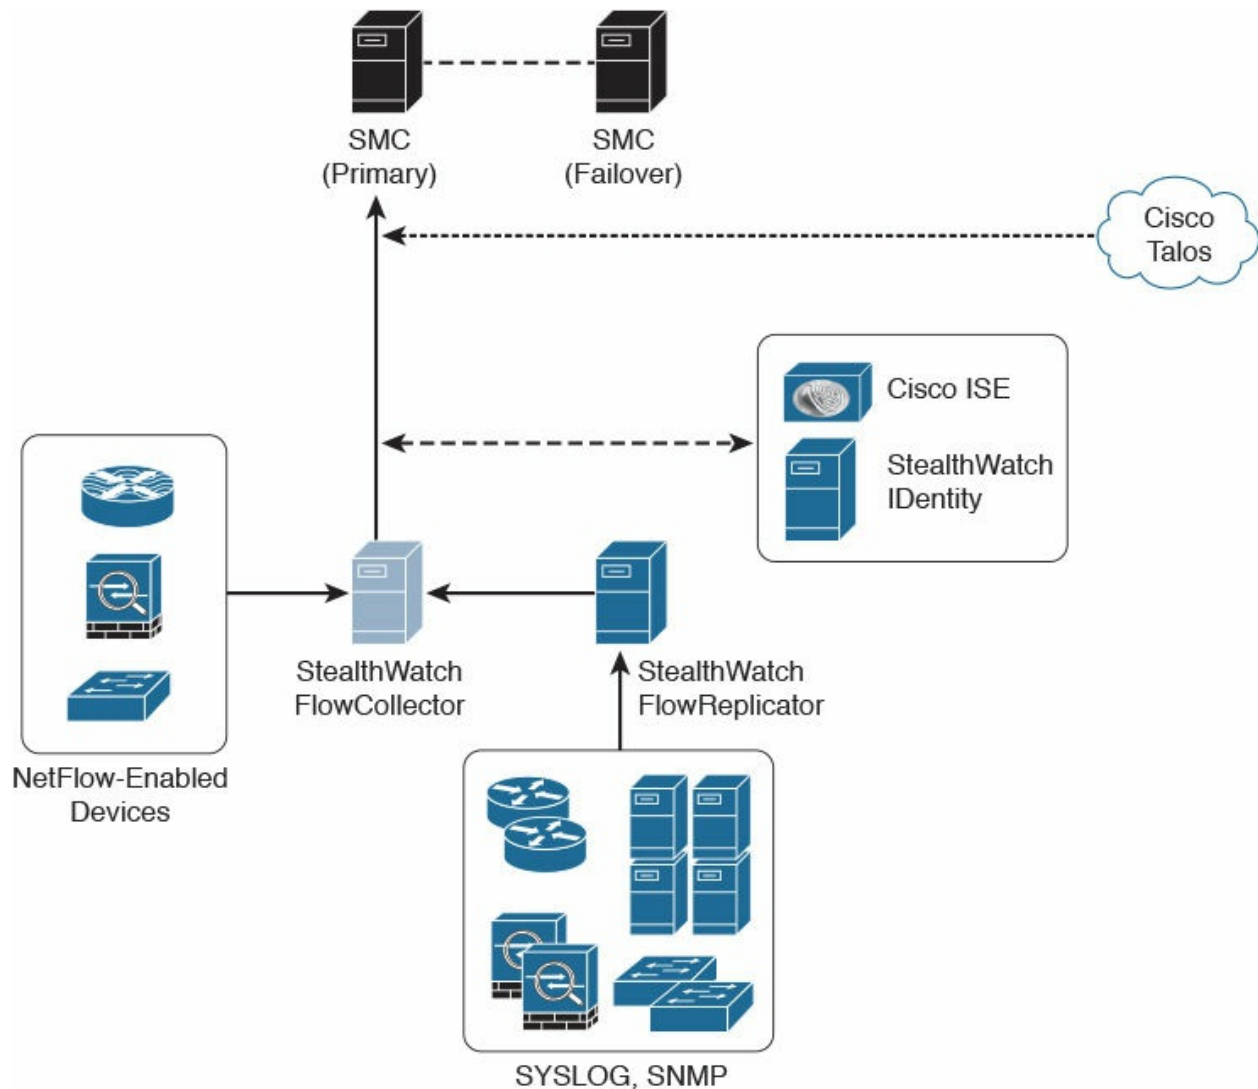 SMC
(Primary)
SMC
(Failover)
Cisco
Talos
Cisco ISE
StealthWatch
IDentity
StealthWatch
FlowCollector
StealthWatch
FlowReplicator
NetFlow-Enabled
Devices
SYSLOG, SNMP